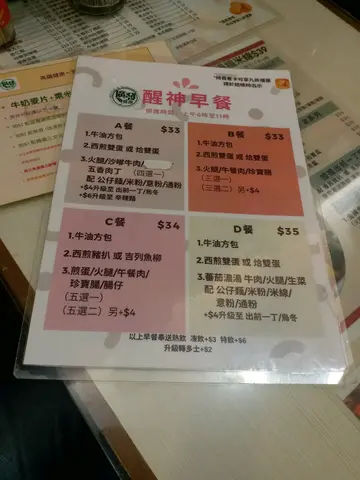 醒神早餐
A餐 $33
1.牛油方包
2.西煎雙蛋 或 焓雙蛋
3.火腿/沙嗲牛肉/
五香肉丁 (四選一)
配 公仔麵/米粉/意粉/通粉
+$4升級至 出前一丁/烏冬
+$6升級至 辛辣麵
B餐 $33
1.牛油方包
2.西煎雙蛋 或 焓雙蛋
3.火腿/午餐肉/珍寶腸
(三選一)
(三選二) 另+$4
C餐 $34
1.牛油方包
2.西煎豬扒 或 吉列魚柳
3.煎蛋/火腿/午餐肉/
珍寶腸/腸仔
(五選一)
(五選二) 另+$4
D餐 $35
1.牛油方包
2.西煎雙蛋 或 焓雙蛋
3.蕃茄湯湯 牛肉/火腿/生菜
配 公仔麵/米粉/米線/
意粉/通粉
+$4升級至 出前一丁/烏冬
以上早餐奉送熱飲 凍飲+$3 特飲+$6
升級轉多士+$2